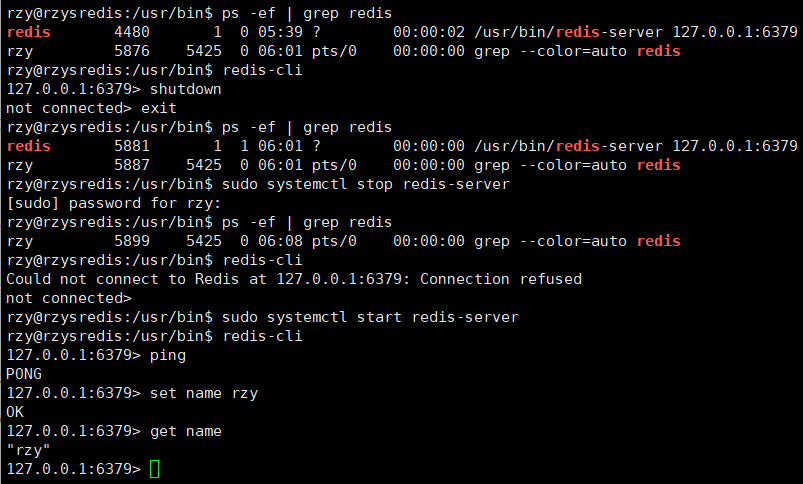 rzy@rzysredis:/usr/bin$ ps -ef | grep redis
redis       4480       1  0 05:39 ?        00:00:02 /usr/bin/redis-server 127.0.0.1:6379
rzy         5876    5425  0 06:01 pts/0    00:00:00 grep --color=auto redis
rzy@rzysredis:/usr/bin$ redis-cli
127.0.0.1:6379> shutdown
not connected> exit
rzy@rzysredis:/usr/bin$ ps -ef | grep redis
redis       5881       1  1 06:01 ?        00:00:00 /usr/bin/redis-server 127.0.0.1:6379
rzy         5887    5425  0 06:01 pts/0    00:00:00 grep --color=auto redis
rzy@rzysredis:/usr/bin$ sudo systemctl stop redis-server
[sudo] password for rzy:
rzy@rzysredis:/usr/bin$ ps -ef | grep redis
rzy         5899    5425  0 06:08 pts/0    00:00:00 grep --color=auto redis
rzy@rzysredis:/usr/bin$ redis-cli
Could not connect to Redis at 127.0.0.1:6379: Connection refused
not connected>
rzy@rzysredis:/usr/bin$ sudo systemctl start redis-server
rzy@rzysredis:/usr/bin$ redis-cli
127.0.0.1:6379> ping
PONG
127.0.0.1:6379> set name rzy
OK
127.0.0.1:6379> get name
"rzy"
127.0.0.1:6379>